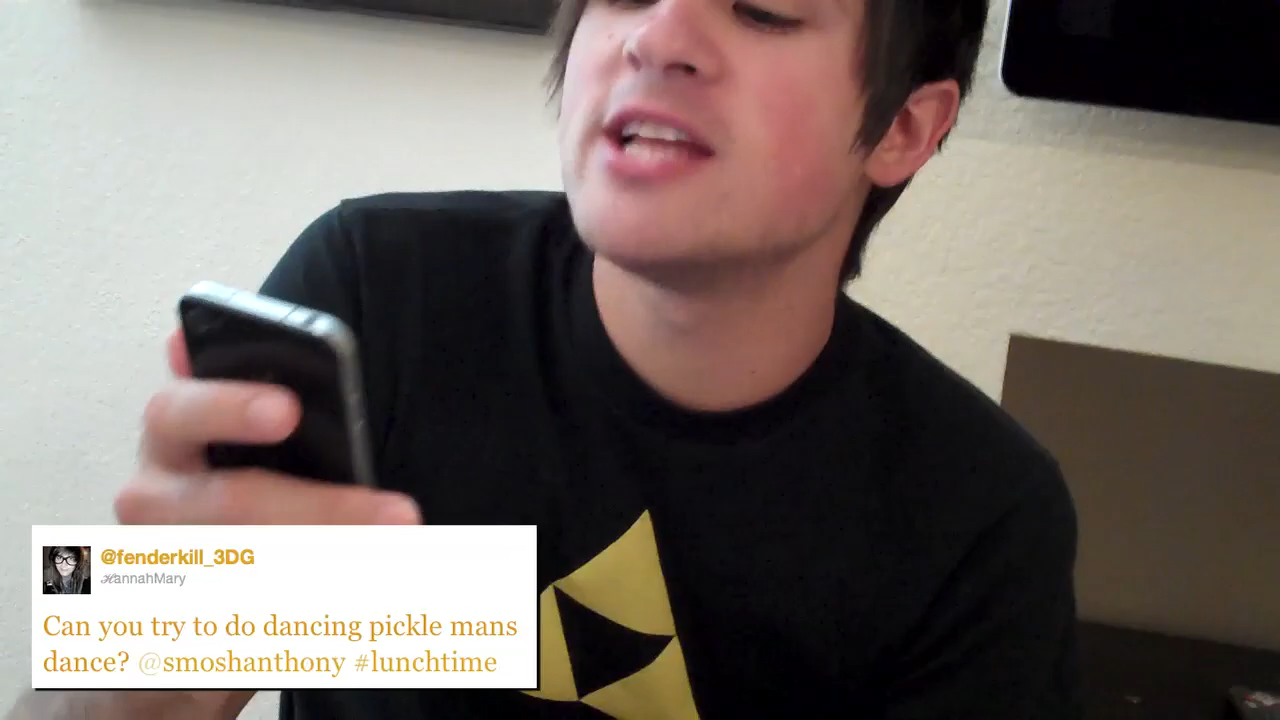 @fenderkill_3DG
ℋannahMary
Can you try to do dancing pickle mans
dance? @smoshanthony #lunchtime